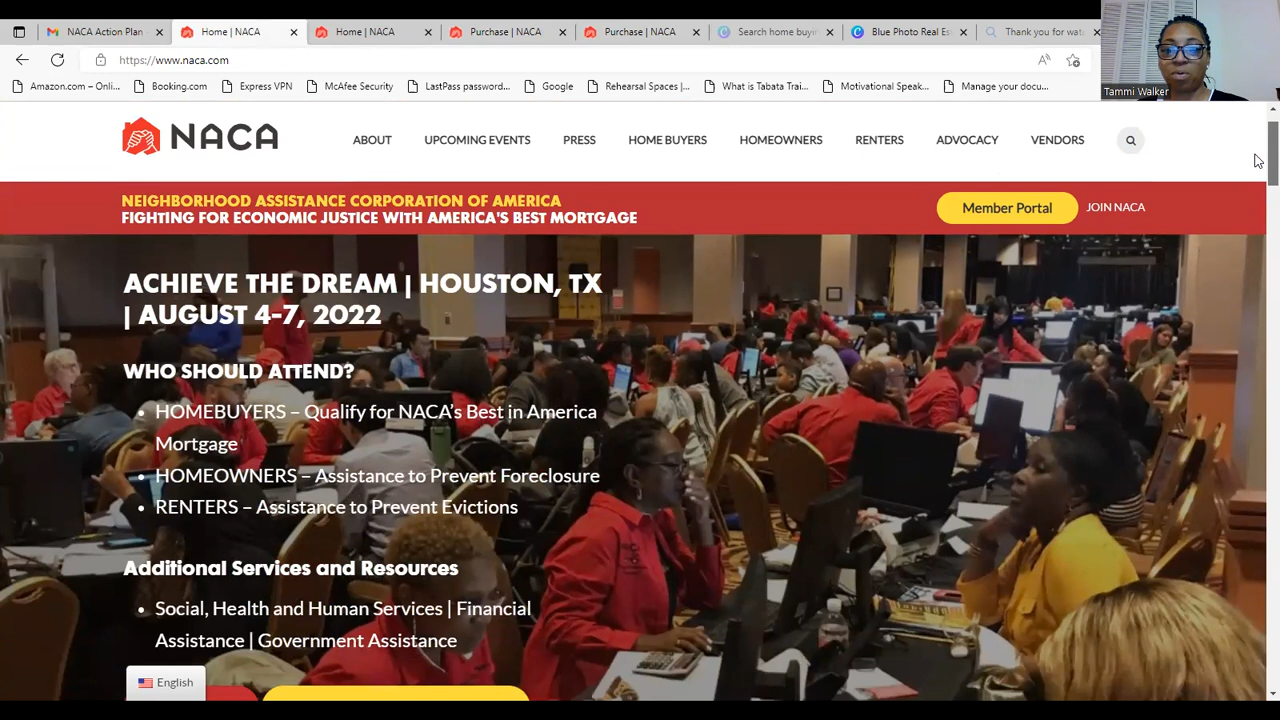 NACA Action Plan -
Home | NACA
Home | NACA
Purchase | NACA
Purchase | NACA
Search home buyin
Blue Photo Real Es
Thank you for wat
https://www.naca.com
Amazon.com – Onli...
Booking.com
Express VPN
McAfee Security
LastPass password...
Google
Rehearsal Spaces |...
What is Tabata Trai...
Motivational Speak...
Manage your docu...
Tammi Walker
NACA
ABOUT
UPCOMING EVENTS
PRESS
HOME BUYERS
HOMEOWNERS
RENTERS
ADVOCACY
VENDORS
NEIGHBORHOOD ASSISTANCE CORPORATION OF AMERICA
FIGHTING FOR ECONOMIC JUSTICE WITH AMERICA'S BEST MORTGAGE
Member Portal
JOIN NACA
ACHIEVE THE DREAM | HOUSTON, TX
| AUGUST 4-7, 2022
WHO SHOULD ATTEND?
• HOMEBUYERS – Qualify for NACA's Best in America
Mortgage
• HOMEOWNERS – Assistance to Prevent Foreclosure
• RENTERS – Assistance to Prevent Evictions
Additional Services and Resources
• Social, Health and Human Services | Financial
Assistance | Government Assistance
English